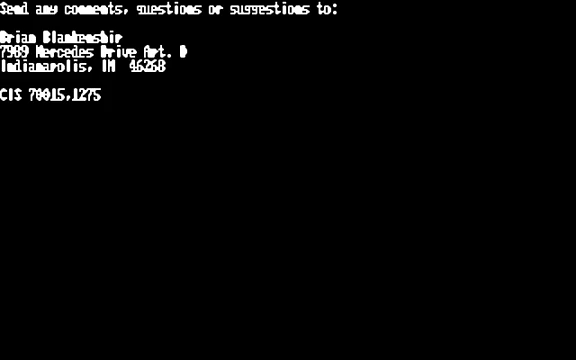 Send any comments, questions or suggestions to:
Brian Blankenship
7989 Mercedes Drive Apt. D
Indianapolis, IN  46268
CIS 70015,1275